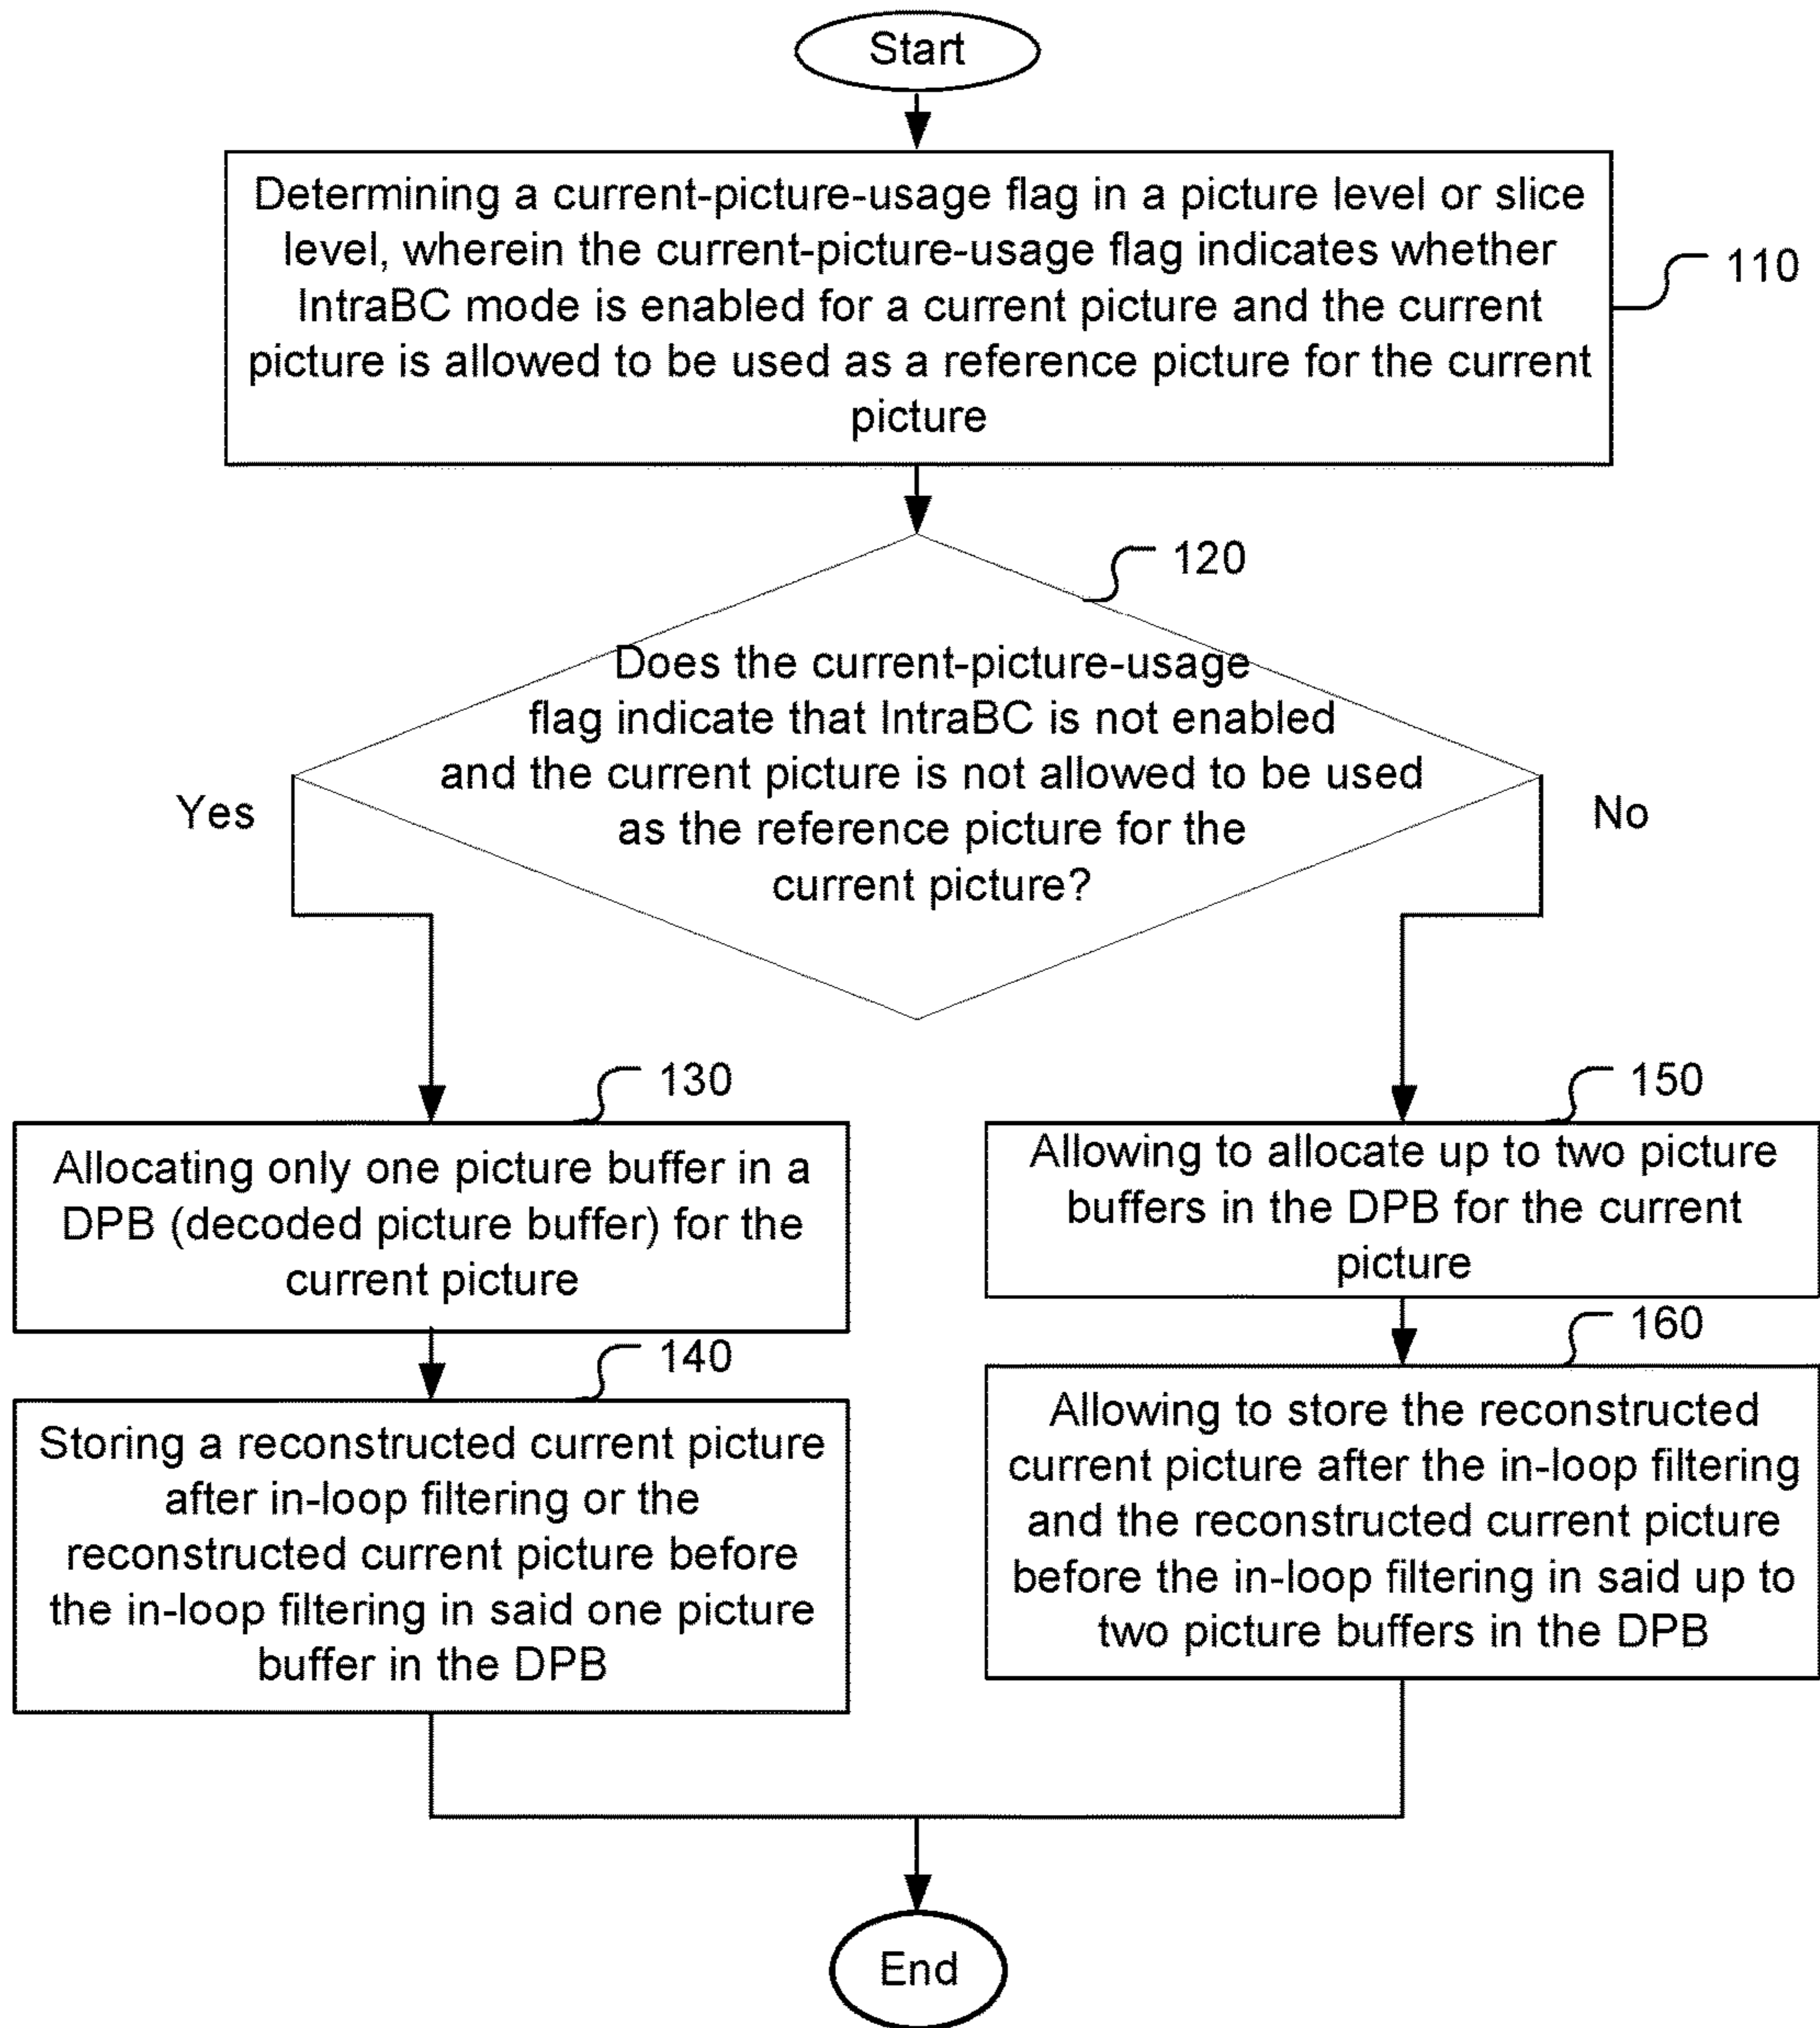 Start
Determining a current-picture-usage flag in a picture level or slice
level, wherein the current-picture-usage flag indicates whether
IntraBC mode is enabled for a current picture and the current
picture is allowed to be used as a reference picture for the current
picture
110
120
Does the current-picture-usage
flag indicate that IntraBC is not enabled
and the current picture is not allowed to be used
as the reference picture for the
current picture?
Yes
No
130
Allocating only one picture buffer in a
DPB (decoded picture buffer) for the
current picture
140
Storing a reconstructed current picture
after in-loop filtering or the
reconstructed current picture before
the in-loop filtering in said one picture
buffer in the DPB
150
Allowing to allocate up to two picture
buffers in the DPB for the current
picture
160
Allowing to store the reconstructed
current picture after the in-loop filtering
and the reconstructed current picture
before the in-loop filtering in said up to
two picture buffers in the DPB
End